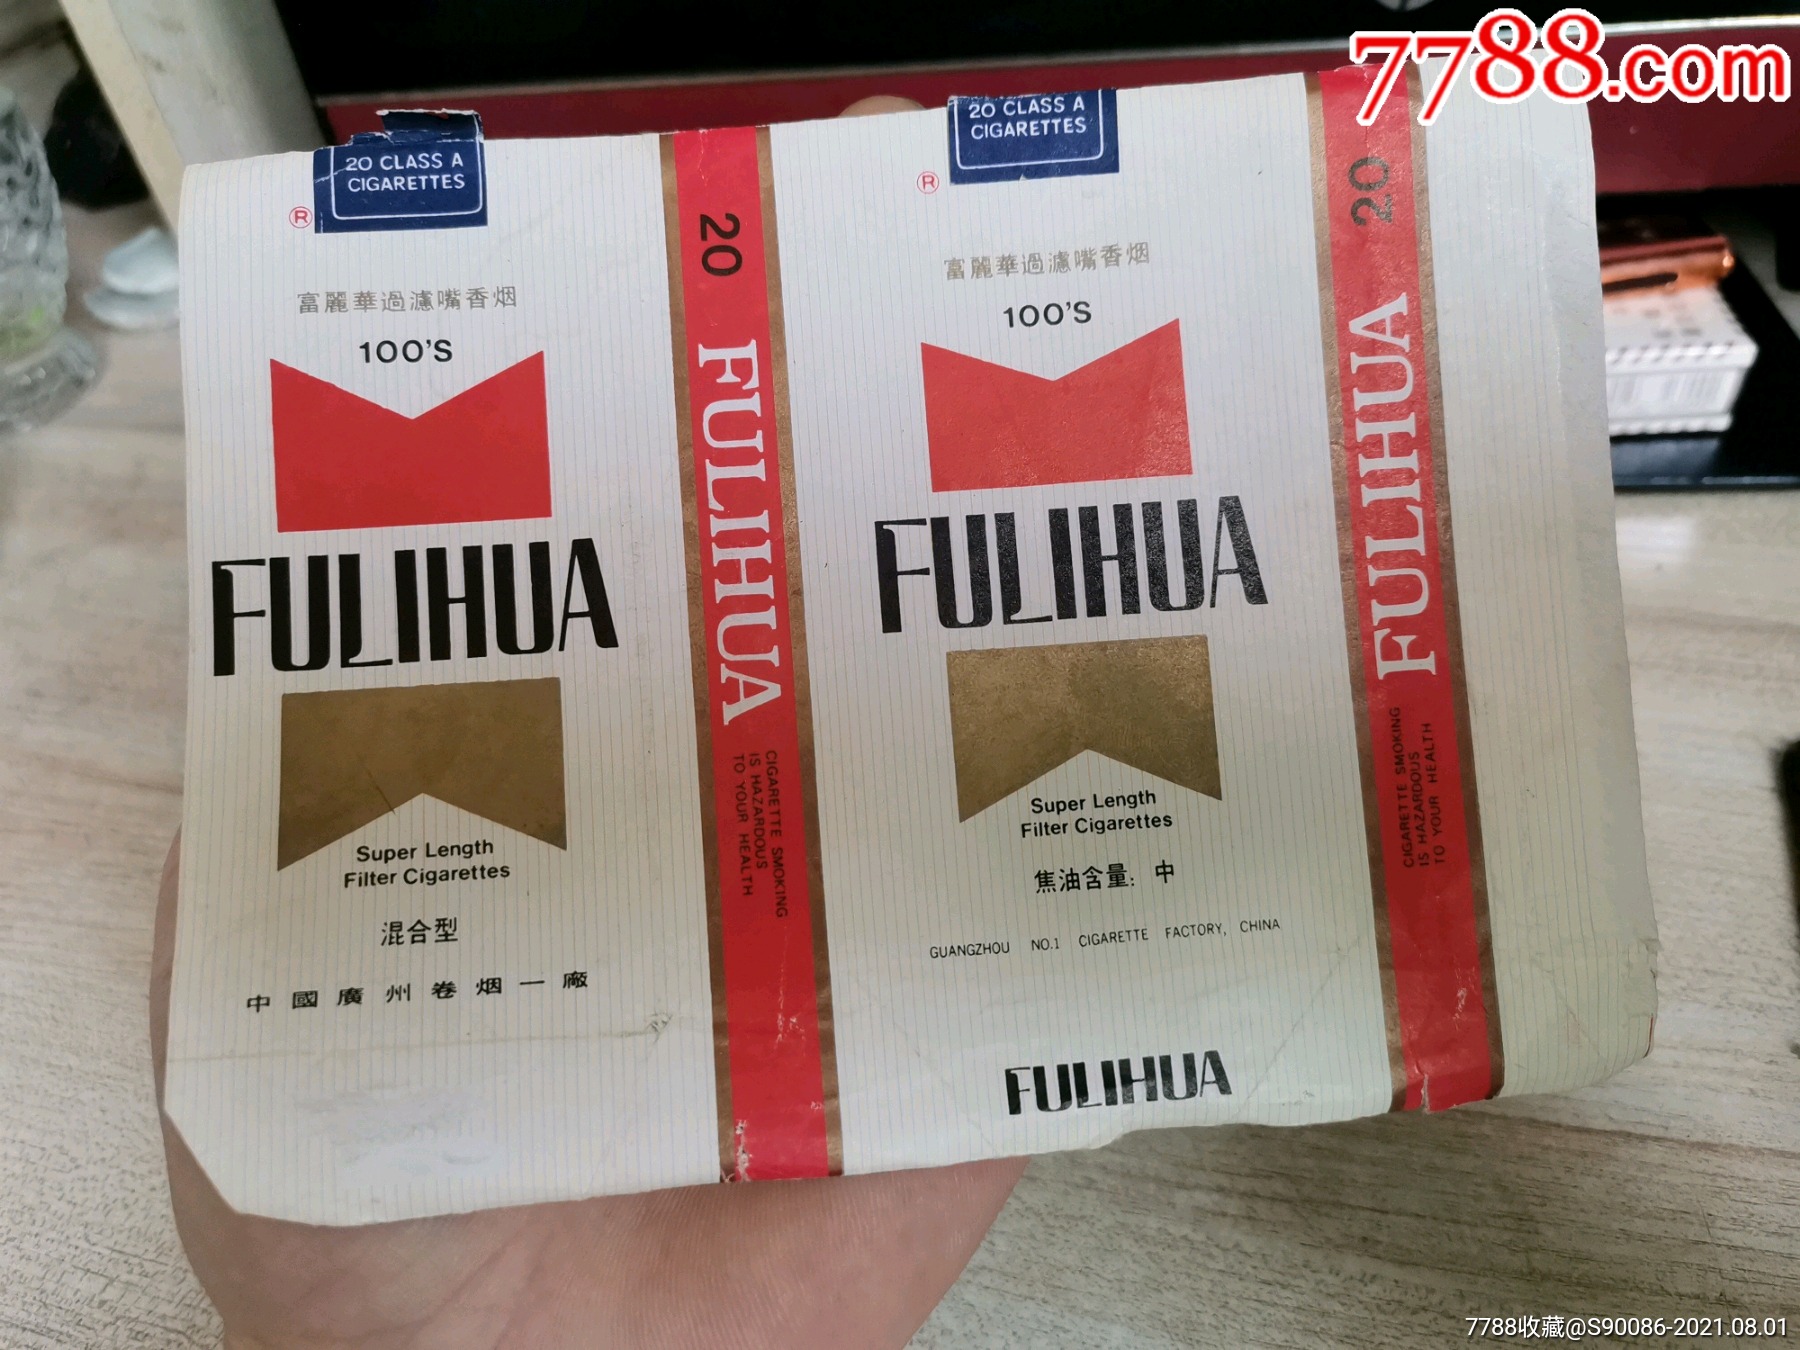 7788.com
20 CLASS A
CIGARETTES
®
富麗華過濾嘴香烟
100'S
FULIHUA
Super Length
Filter Cigarettes
混合型
中國廣州卷烟一廠
20 FULIHUA
CIGARETTE SMOKING
IS HAZARDOUS
TO YOUR HEALTH
20 CLASS A
CIGARETTES
®
富麗華過濾嘴香烟
100'S
FULIHUA
Super Length
Filter Cigarettes
焦油含量：中
GUANGZHOU NO.1 CIGARETTE FACTORY, CHINA
FULIHUA
20 FULIHUA
CIGARETTE SMOKING
IS HAZARDOUS
TO YOUR HEALTH
7788收藏@S90086-2021.08.01